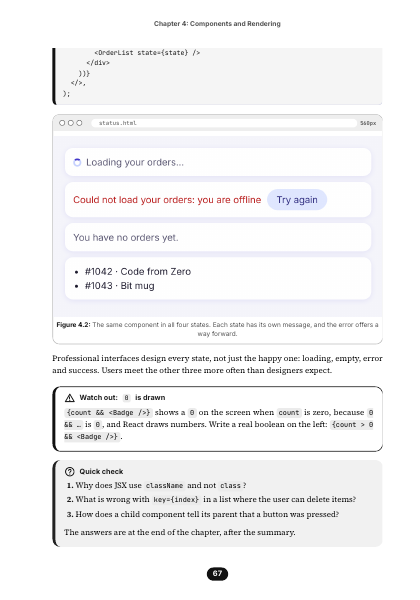 Chapter 4: Components and Rendering
<OrderList state={state} />
</div>
))}
</>,
);
status.html
560px
Loading your orders...
Could not load your orders: you are offline Try again
You have no orders yet.
• #1042 · Code from Zero
• #1043 · Bit mug
Figure 4.2: The same component in all four states. Each state has its own message, and the error offers a
way forward.
Professional interfaces design every state, not just the happy one: loading, empty, error
and success. Users meet the other three more often than designers expect.
Watch out: 0 is drawn
{count && <Badge />} shows a 0 on the screen when count is zero, because 0
&& … is 0, and React draws numbers. Write a real boolean on the left: {count > 0
&& <Badge />}.
Quick check
1. Why does JSX use className and not class?
2. What is wrong with key={index} in a list where the user can delete items?
3. How does a child component tell its parent that a button was pressed?
The answers are at the end of the chapter, after the summary.
67